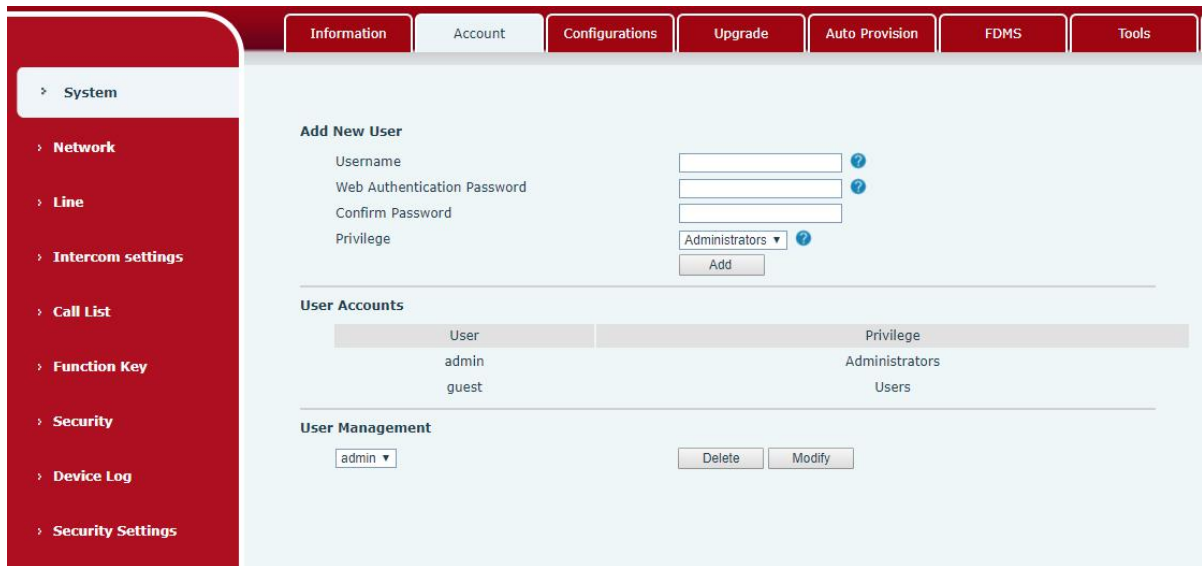 Information Account Configurations Upgrade Auto Provision FDMS Tools
System
Network
Line
Intercom settings
Call List
Function Key
Security
Device Log
Security Settings
Add New User
Username
Web Authentication Password
Confirm Password
Privilege Administrators
Add
User Accounts
User Privilege
admin Administrators
guest Users
User Management
admin Delete Modify